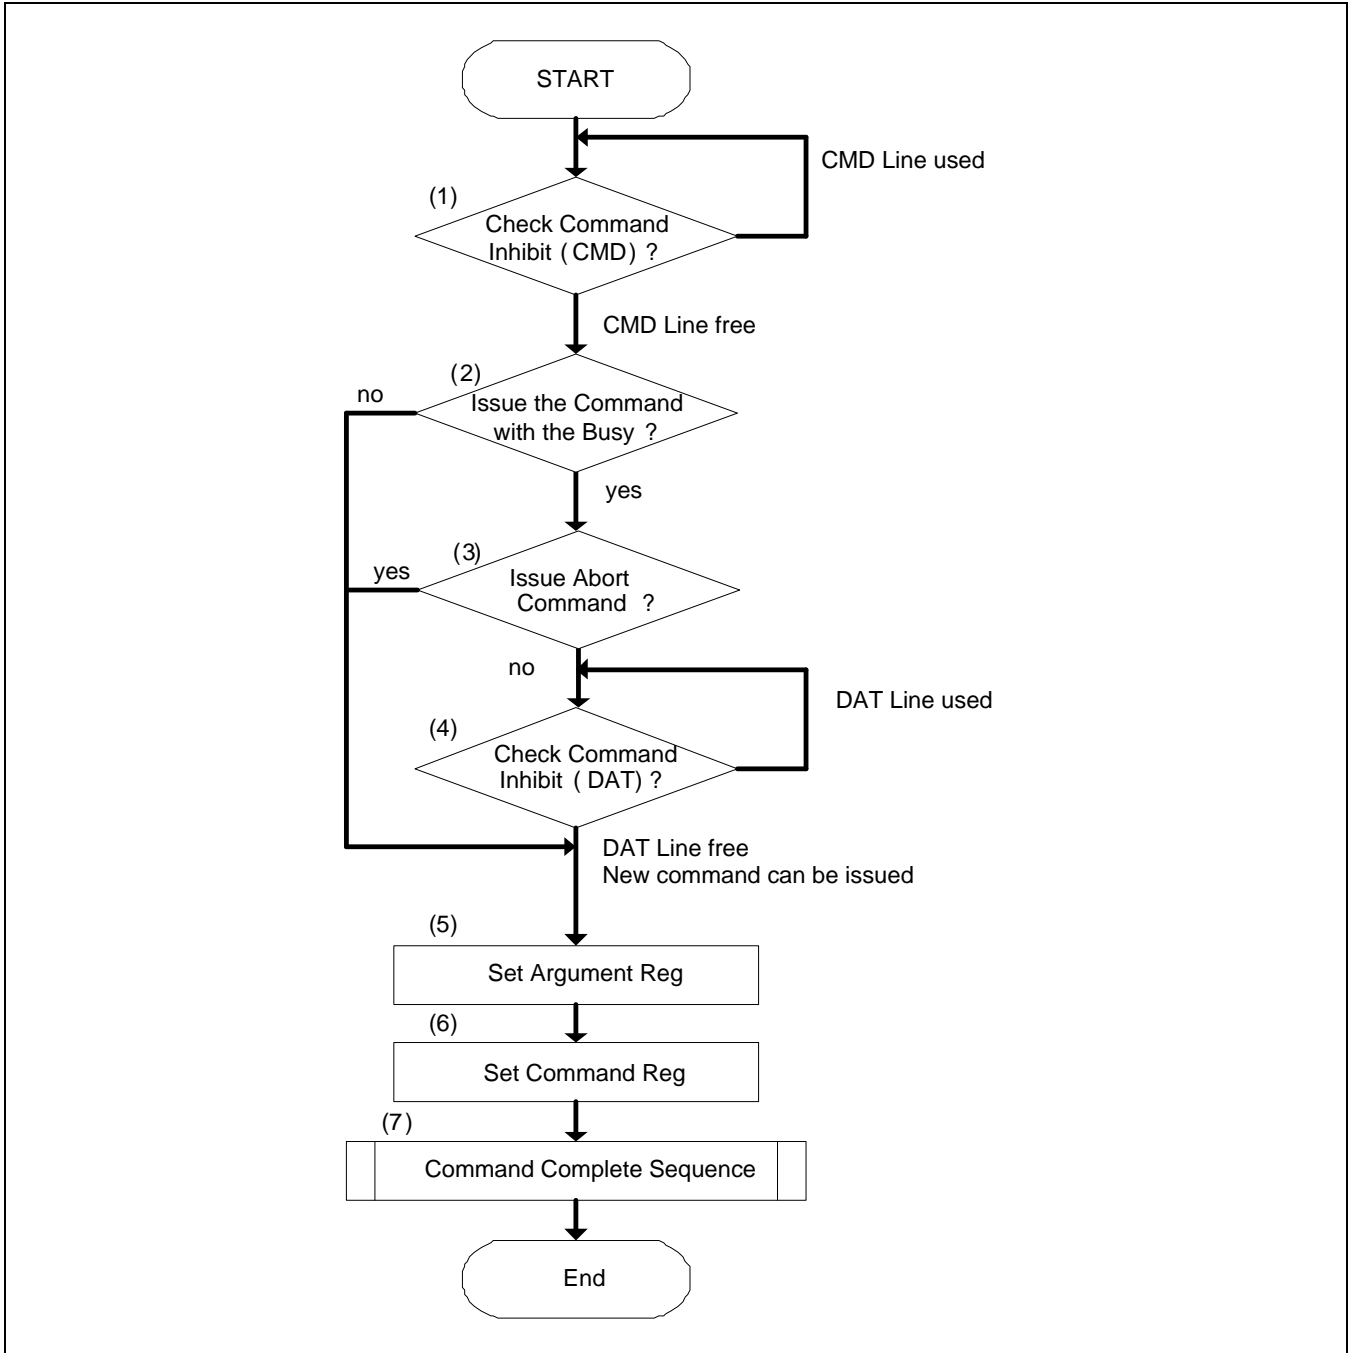 START
CMD Line used
(1)
Check Command
Inhibit ( CMD) ?
CMD Line free
(2)
no
Issue the Command
with the Busy ?
yes
(3)
yes
Issue Abort
Command ?
no
DAT Line used
(4)
Check Command
Inhibit ( DAT) ?
DAT Line free
New command can be issued
(5)
Set Argument Reg
(6)
Set Command Reg
(7)
Command Complete Sequence
End